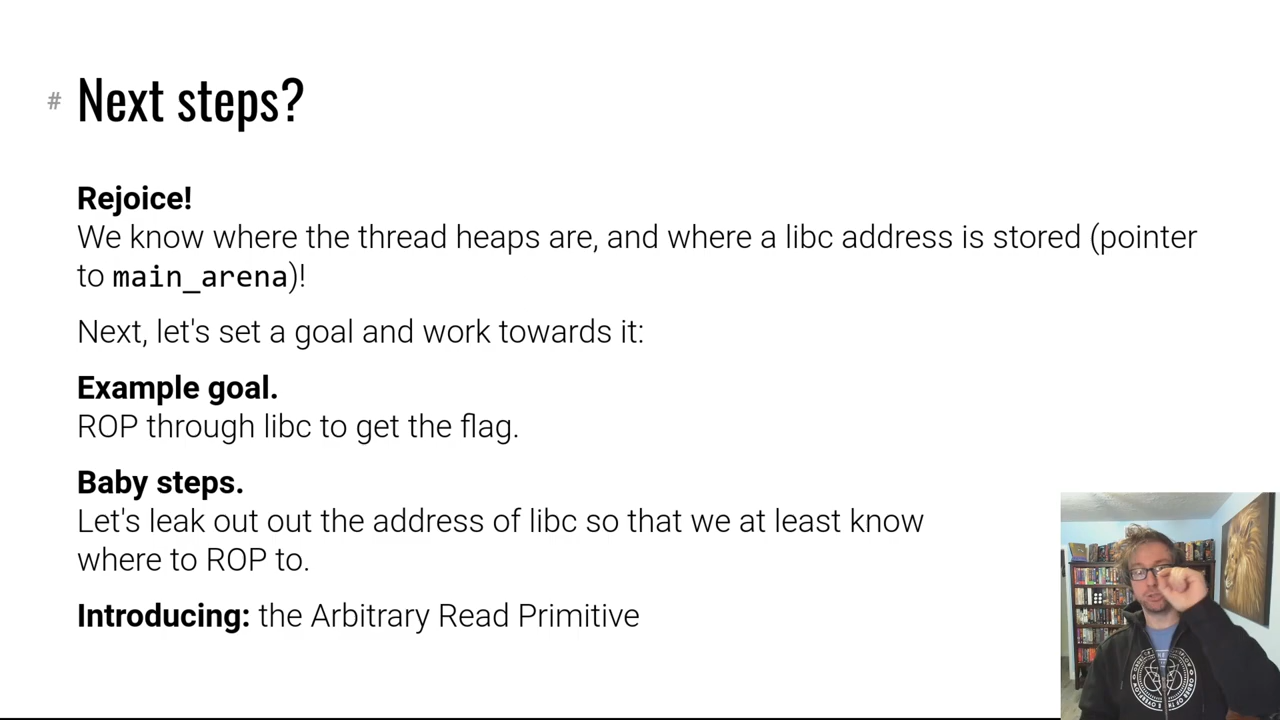 # Next steps?
Rejoice!
We know where the thread heaps are, and where a libc address is stored (pointer
to main_arena)!
Next, let's set a goal and work towards it:
Example goal.
ROP through libc to get the flag.
Baby steps.
Let's leak out out the address of libc so that we at least know
where to ROP to.
Introducing: the Arbitrary Read Primitive